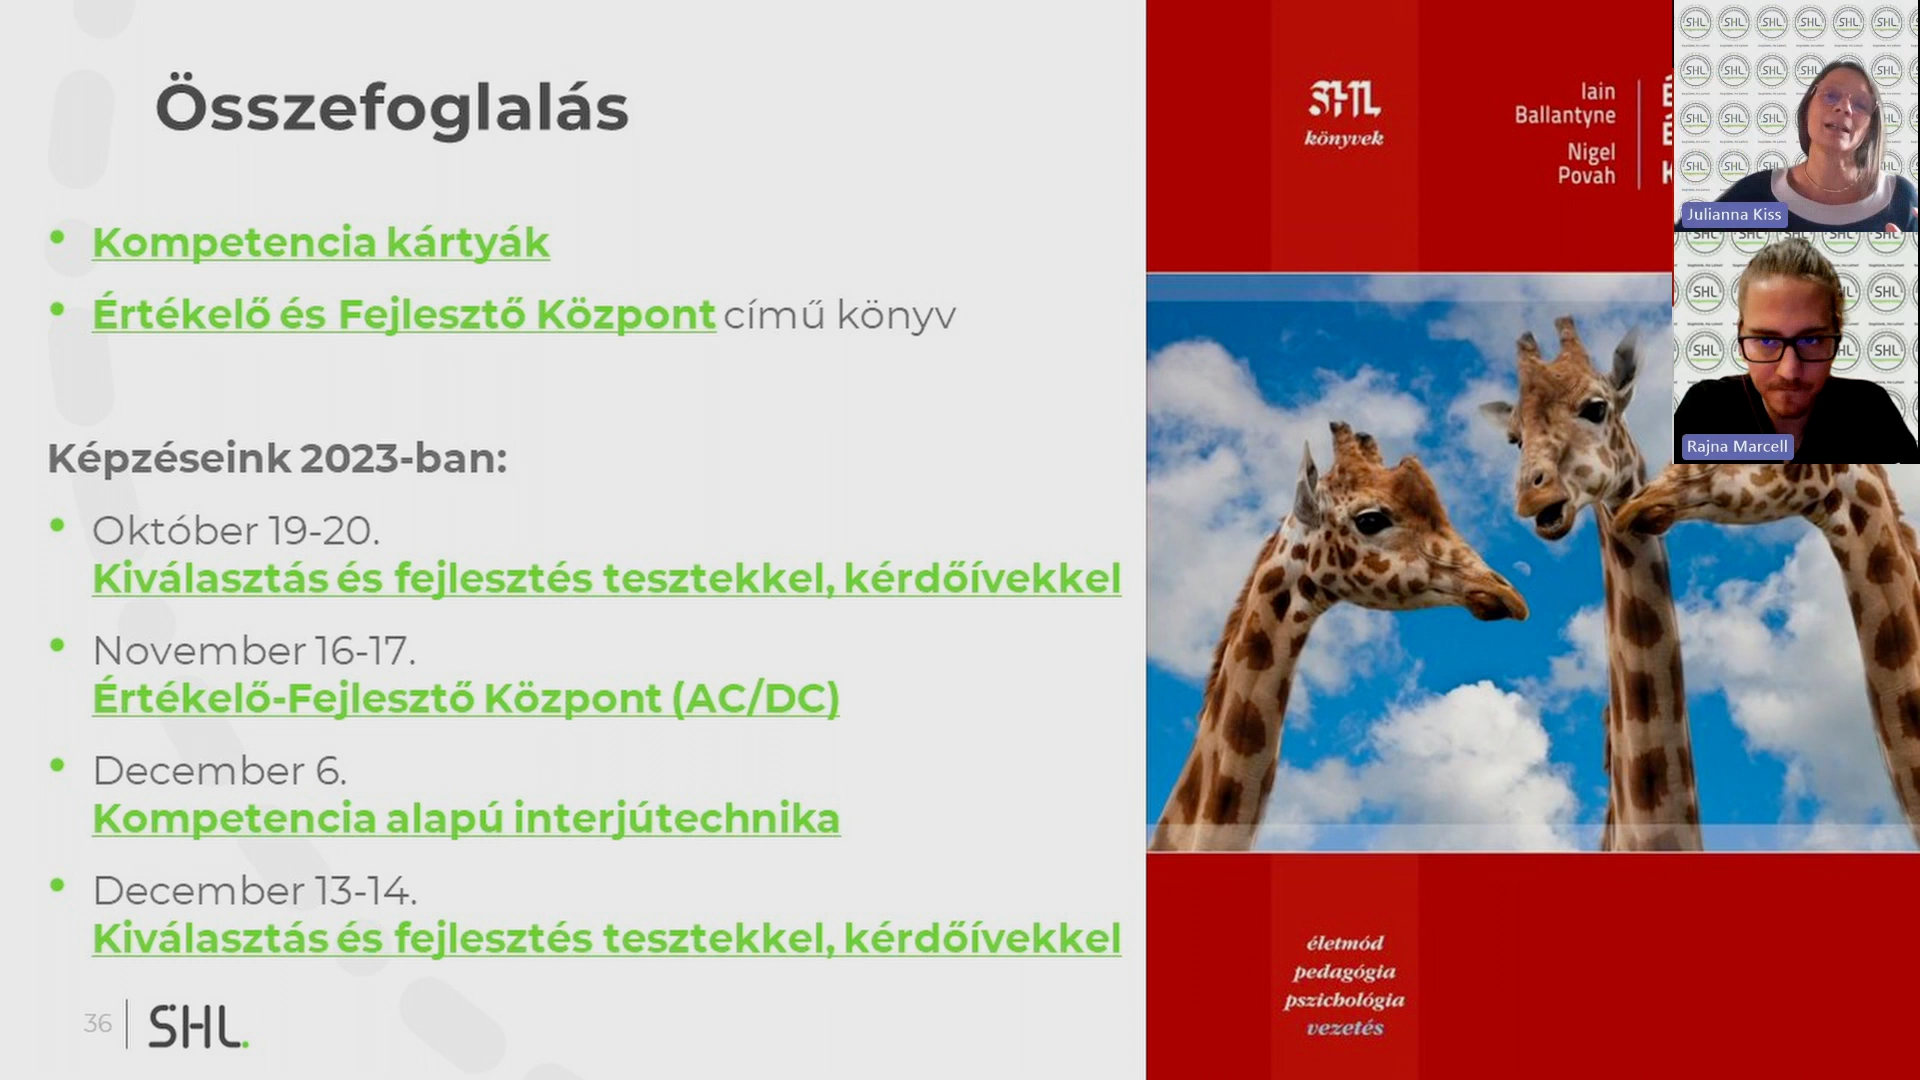 Összefoglalás
Kompetencia kártyák
Értékelő és Fejlesztő Központ című könyv
Képzéseink 2023-ban:
Október 19-20.
Kiválasztás és fejlesztés tesztekkel, kérdőívekkel
November 16-17.
Értékelő-Fejlesztő Központ (AC/DC)
December 6.
Kompetencia alapú interjútechnika
December 13-14.
Kiválasztás és fejlesztés tesztekkel, kérdőívekkel
36
SHL.
SHL
könyvek
Iain
Ballantyne
Nigel
Povah
É
É
K
életmód
pedagógia
pszichológia
vezetés
Julianna Kiss
Rajna Marcell